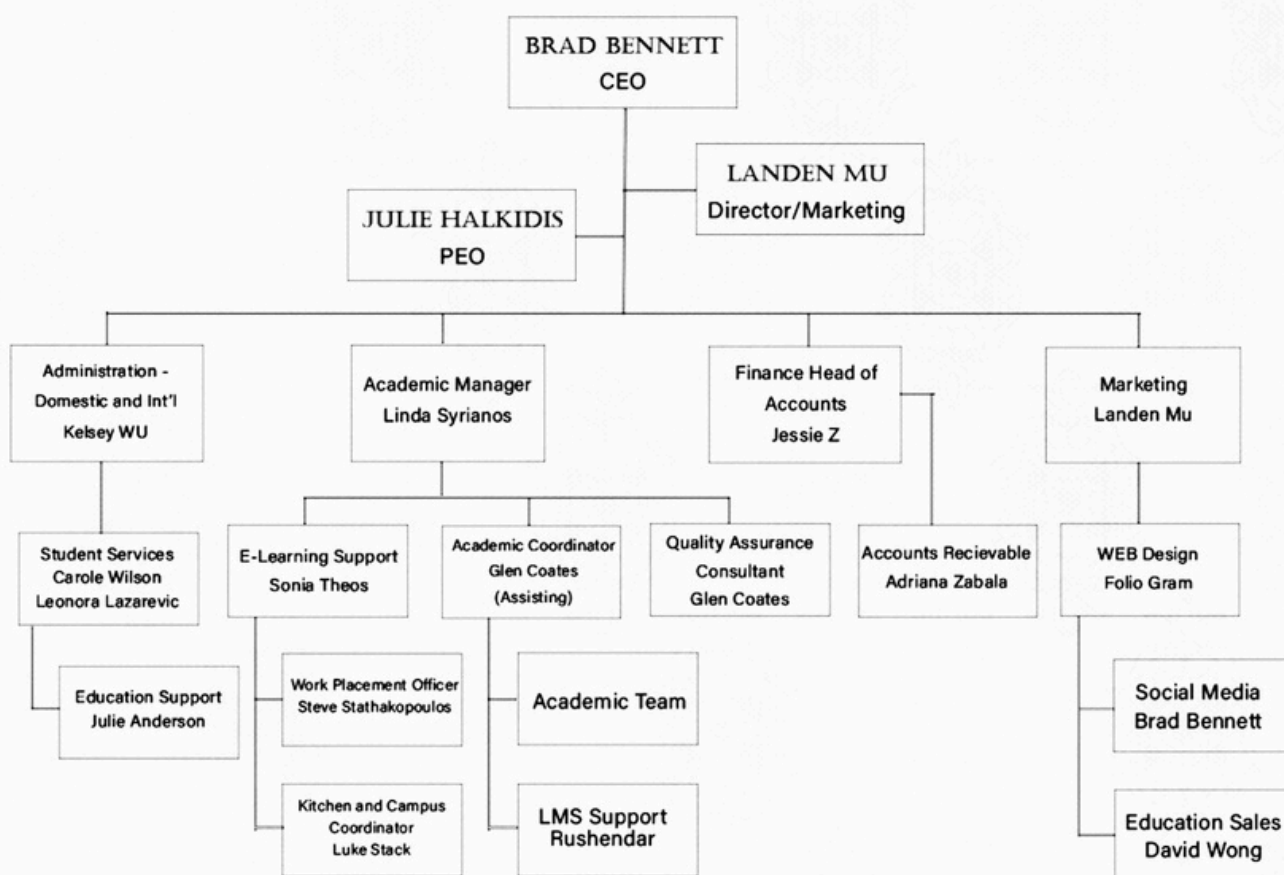 BRAD BENNETT
CEO
LANDEN MU
Director/Marketing
JULIE HALKIDIS
PEO
Administration -
Domestic and Int'l
Kelsey WU
Academic Manager
Linda Syrianos
Finance Head of
Accounts
Jessie Z
Marketing
Landen Mu
Student Services
Carole Wilson
Leonora Lazarevic
E-Learning Support
Sonia Theos
Academic Coordinator
Glen Coates
(Assisting)
Quality Assurance
Consultant
Glen Coates
Accounts Recievable
Adriana Zabala
WEB Design
Folio Gram
Education Support
Julie Anderson
Work Placement Officer
Steve Stathakopoulos
Academic Team
Social Media
Brad Bennett
Kitchen and Campus
Coordinator
Luke Stack
LMS Support
Rushendar
Education Sales
David Wong